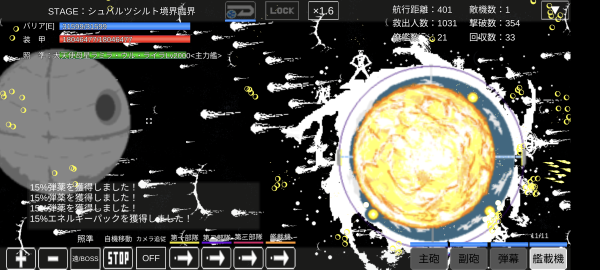 STAGE：シュバルツシルト境界臨界
LOCK
×1.6
航行距離：401
敵機数：1
バリア[E]
救出人数：1031
撃破数：354
装 甲
：21
回収数：33
15%弾薬を獲得しました！
15%弾薬を獲得しました！
15%弾薬を獲得しました！
15%エネルギーパックを獲得しました！
照準
自機移動
カメラ追従
第一部隊
第二部隊
第三部隊
艦載機
11/11
適/BOSS
STOP
OFF
主砲
副砲
弾幕
艦載機